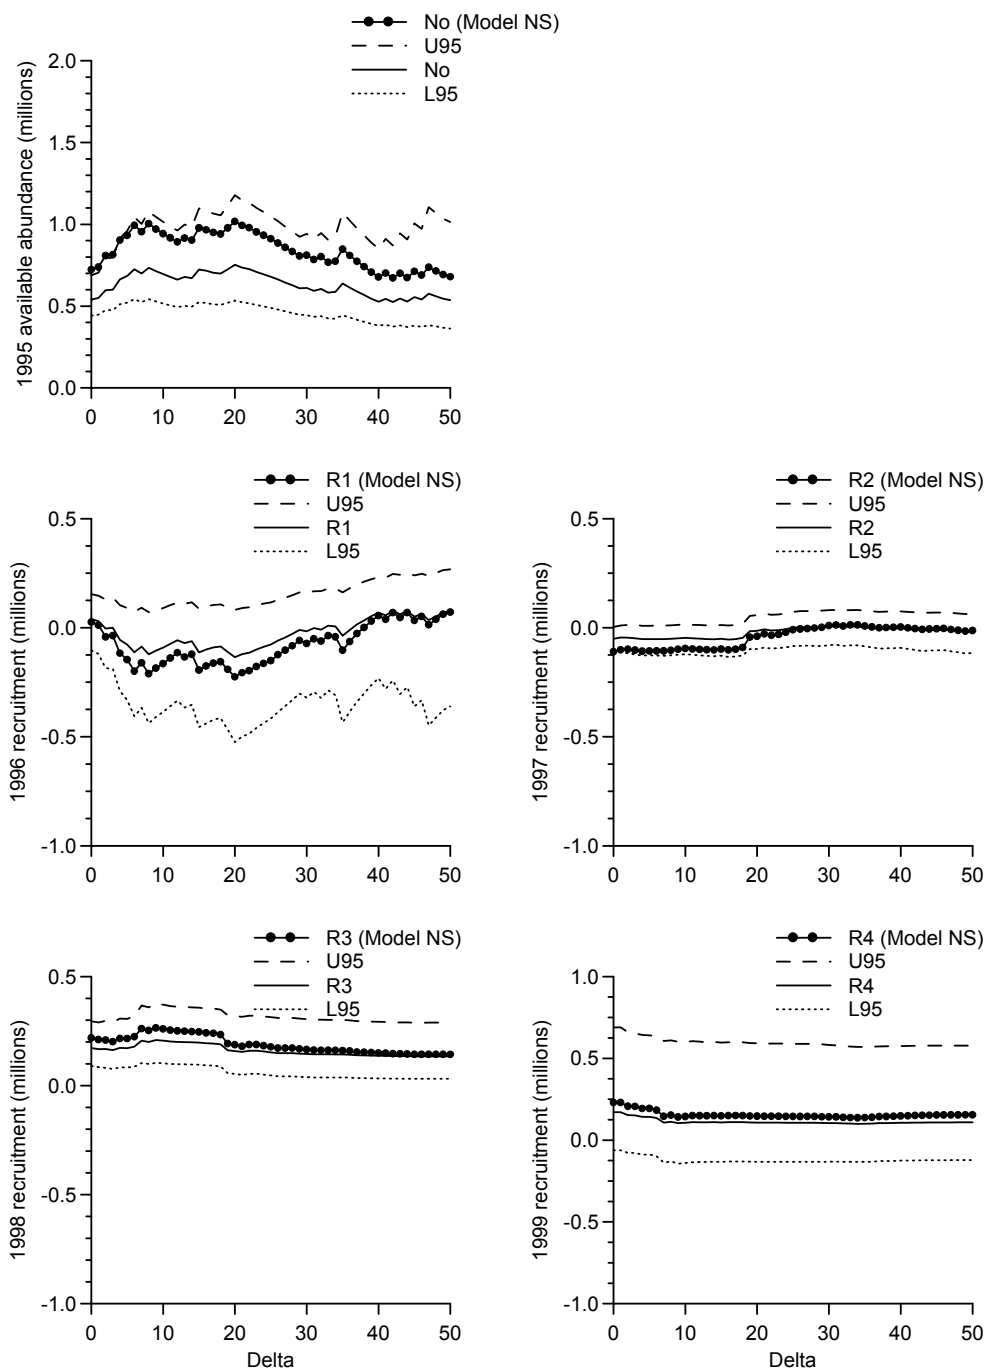 No (Model NS)
U95
No
L95
1995 available abundance (millions)
2.0
1.5
1.0
0.5
0.0
0 10 20 30 40 50
R1 (Model NS)
U95
R1
L95
1996 recruitment (millions)
0.5
0.0
-0.5
-1.0
0 10 20 30 40 50
R2 (Model NS)
U95
R2
L95
1997 recruitment (millions)
0.5
0.0
-0.5
-1.0
0 10 20 30 40 50
R3 (Model NS)
U95
R3
L95
1998 recruitment (millions)
0.5
0.0
-0.5
-1.0
0 10 20 30 40 50
Delta
R4 (Model NS)
U95
R4
L95
1999 recruitment (millions)
1.0
0.5
0.0
-0.5
-1.0
0 10 20 30 40 50
Delta